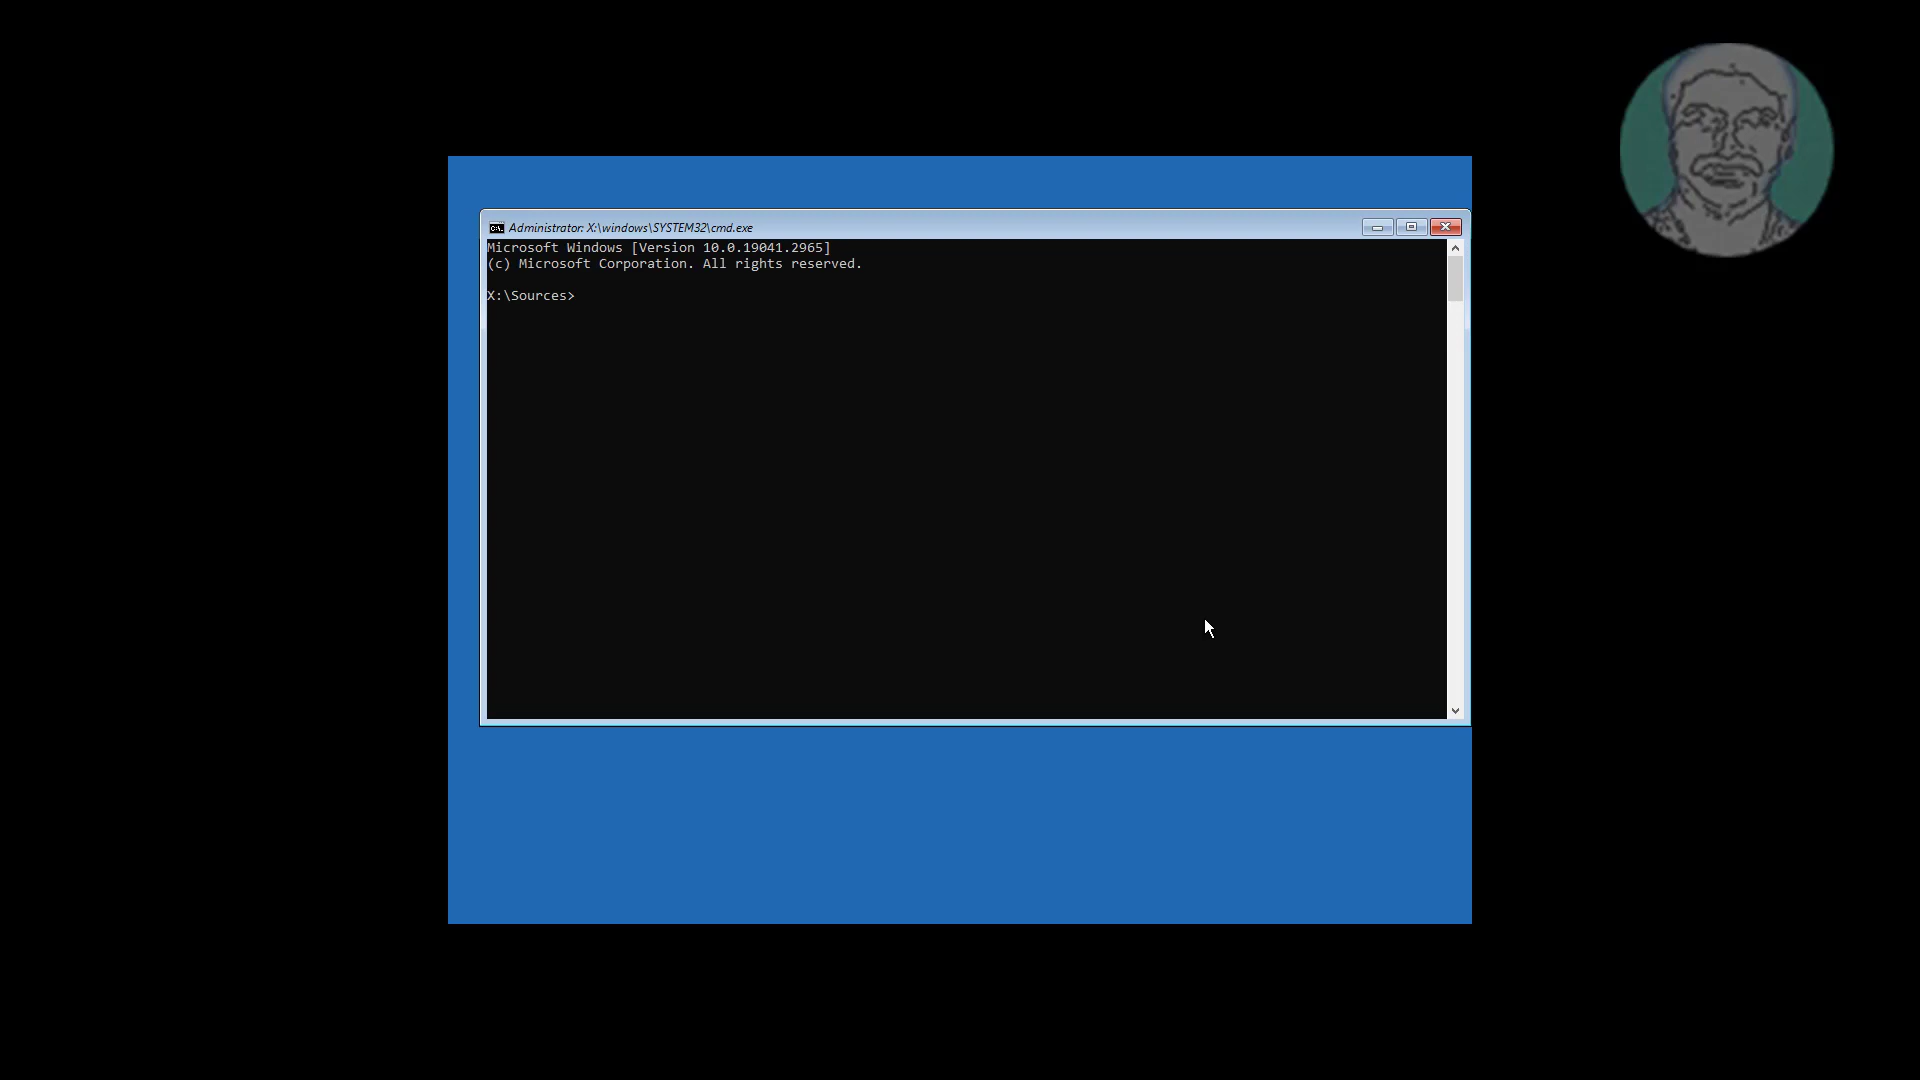 Administrator: X:\windows\SYSTEM32\cmd.exe
Microsoft Windows [Version 10.0.19041.2965]
(c) Microsoft Corporation. All rights reserved.
X:\Sources>